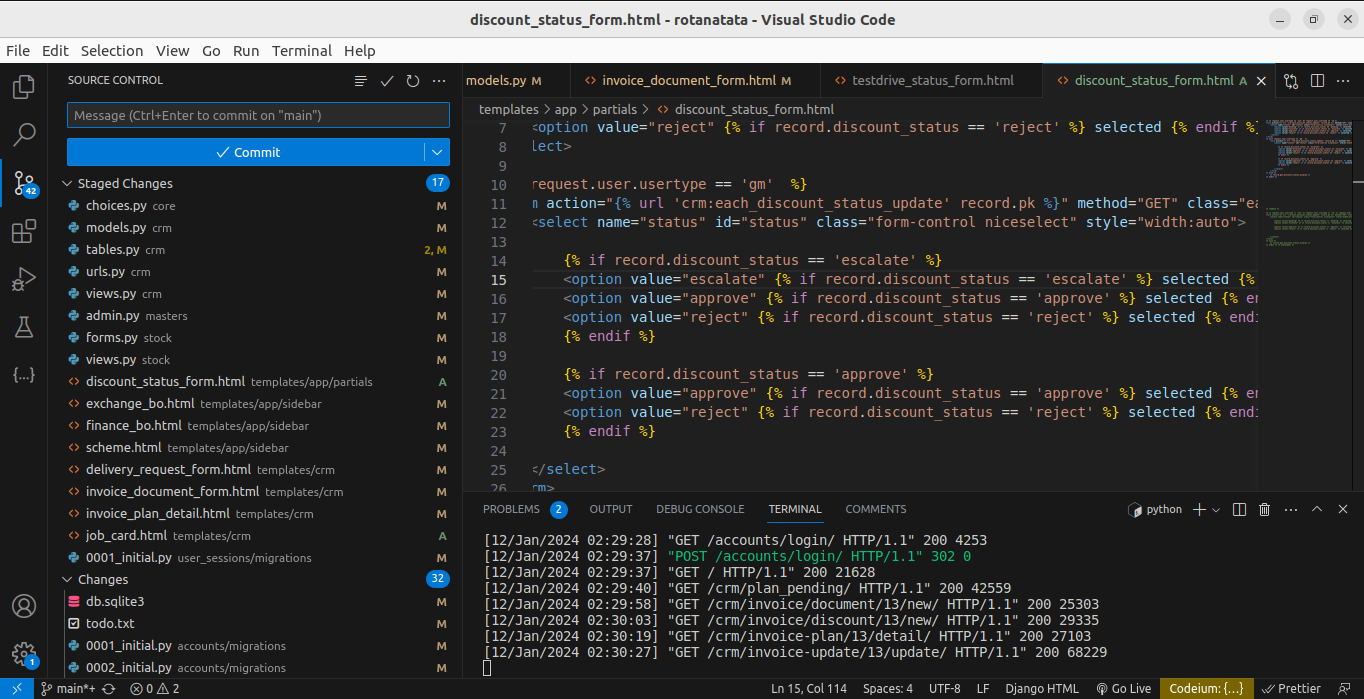 discount_status_form.html - rotanatata - Visual Studio Code
File Edit Selection View Go Run Terminal Help
SOURCE CONTROL
Message (Ctrl+Enter to commit on "main")
Commit
Staged Changes 17
choices.py core M
models.py crm M
tables.py crm 2, M
urls.py crm M
views.py crm M
admin.py masters M
forms.py stock M
views.py stock M
discount_status_form.html templates/app/partials A
exchange_bo.html templates/app/sidebar M
finance_bo.html templates/app/sidebar M
scheme.html templates/app/sidebar M
delivery_request_form.html templates/crm M
invoice_document_form.html templates/crm M
invoice_plan_detail.html templates/crm M
job_card.html templates/crm A
0001_initial.py user_sessions/migrations M
Changes 32
db.sqlite3 M
todo.txt M
0001_initial.py accounts/migrations M
0002_initial.py accounts/migrations M
42
1
models.py M
invoice_document_form.html M
testdrive_status_form.html
discount_status_form.html A
templates > app > partials > discount_status_form.html
7 <option value="reject" {% if record.discount_status == 'reject' %} selected {% endif %}
8 lect>
9
10 request.user.usertype == 'gm'  %}
11 m action="{% url 'crm:each_discount_status_update' record.pk %}" method="GET" class="ea
12 <select name="status" id="status" class="form-control niceselect" style="width:auto">
13
14 {% if record.discount_status == 'escalate' %}
15 <option value="escalate" {% if record.discount_status == 'escalate' %} selected {%
16 <option value="approve" {% if record.discount_status == 'approve' %} selected {% en
17 <option value="reject" {% if record.discount_status == 'reject' %} selected {% endi
18 {% endif %}
19
20 {% if record.discount_status == 'approve' %}
21 <option value="approve" {% if record.discount_status == 'approve' %} selected {% en
22 <option value="reject" {% if record.discount_status == 'reject' %} selected {% endi
23 {% endif %}
24
25 </select>
26 rm>
PROBLEMS 2 OUTPUT DEBUG CONSOLE TERMINAL COMMENTS
python
[12/Jan/2024 02:29:28] "GET /accounts/login/ HTTP/1.1" 200 4253
[12/Jan/2024 02:29:37] "POST /accounts/login/ HTTP/1.1" 302 0
[12/Jan/2024 02:29:37] "GET / HTTP/1.1" 200 21628
[12/Jan/2024 02:29:40] "GET /crm/plan_pending/ HTTP/1.1" 200 42559
[12/Jan/2024 02:29:58] "GET /crm/invoice/document/13/new/ HTTP/1.1" 200 25303
[12/Jan/2024 02:30:03] "GET /crm/invoice/discount/13/new/ HTTP/1.1" 200 29335
[12/Jan/2024 02:30:19] "GET /crm/invoice-plan/13/detail/ HTTP/1.1" 200 27103
[12/Jan/2024 02:30:27] "GET /crm/invoice-update/13/update/ HTTP/1.1" 200 68229
main*+ 0 2 Ln 15, Col 114 Spaces: 4 UTF-8 LF Django HTML Go Live Codeium: {...} Prettier